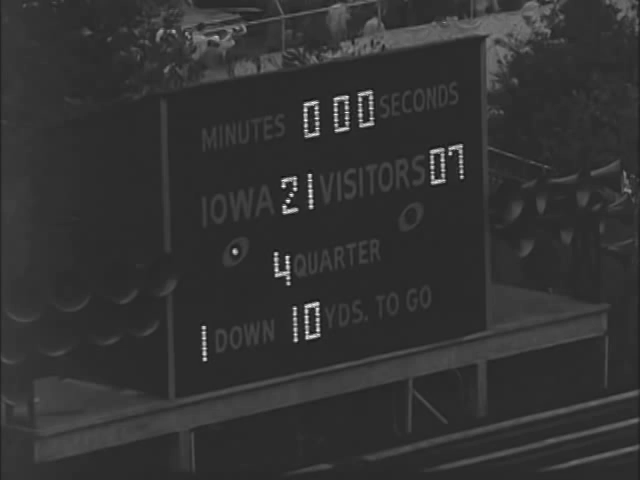 MINUTES 0 00 SECONDS
IOWA 21 VISITORS 07
4 QUARTER
1 DOWN 10 YDS. TO GO